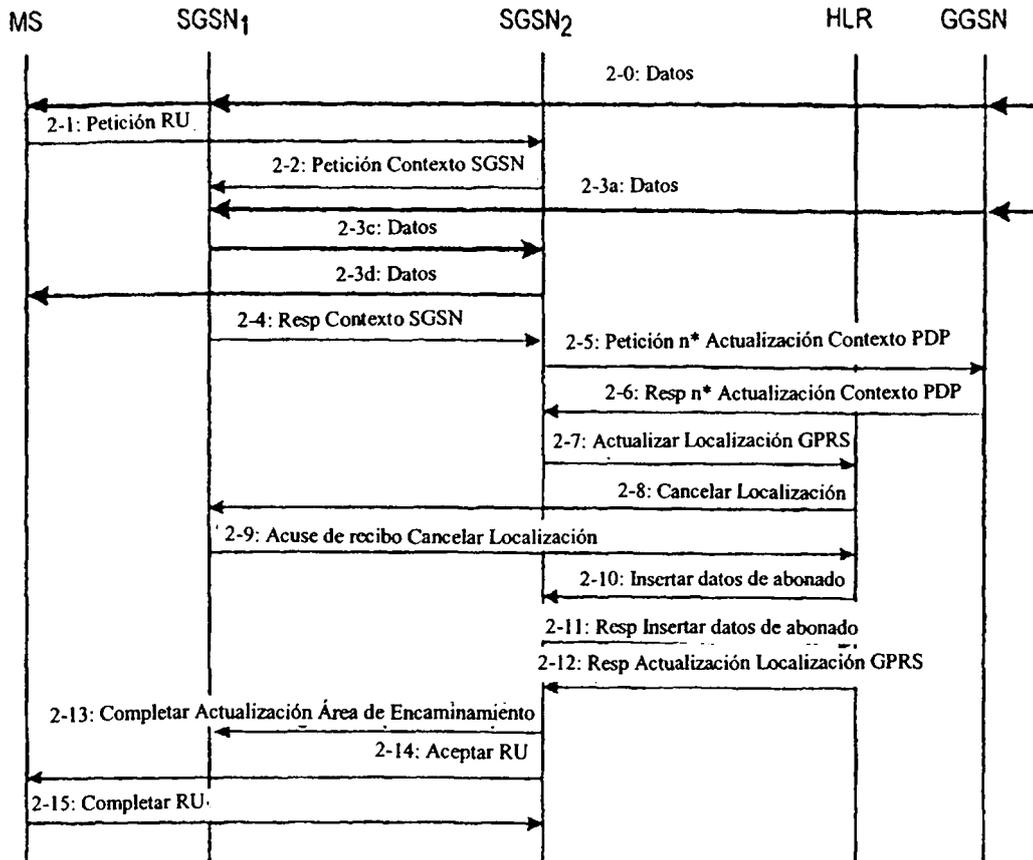 MS SGSN1 SGSN2 HLR GGSN
2-0: Datos
2-1: Petición RU
2-2: Petición Contexto SGSN
2-3a: Datos
2-3c: Datos
2-3d: Datos
2-4: Resp Contexto SGSN
2-5: Petición n* Actualización Contexto PDP
2-6: Resp n* Actualización Contexto PDP
2-7: Actualizar Localización GPRS
2-8: Cancelar Localización
2-9: Acuse de recibo Cancelar Localización
2-10: Insertar datos de abonado
2-11: Resp Insertar datos de abonado
2-12: Resp Actualización Localización GPRS
2-13: Completar Actualización Área de Encaminamiento
2-14: Aceptar RU
2-15: Completar RU